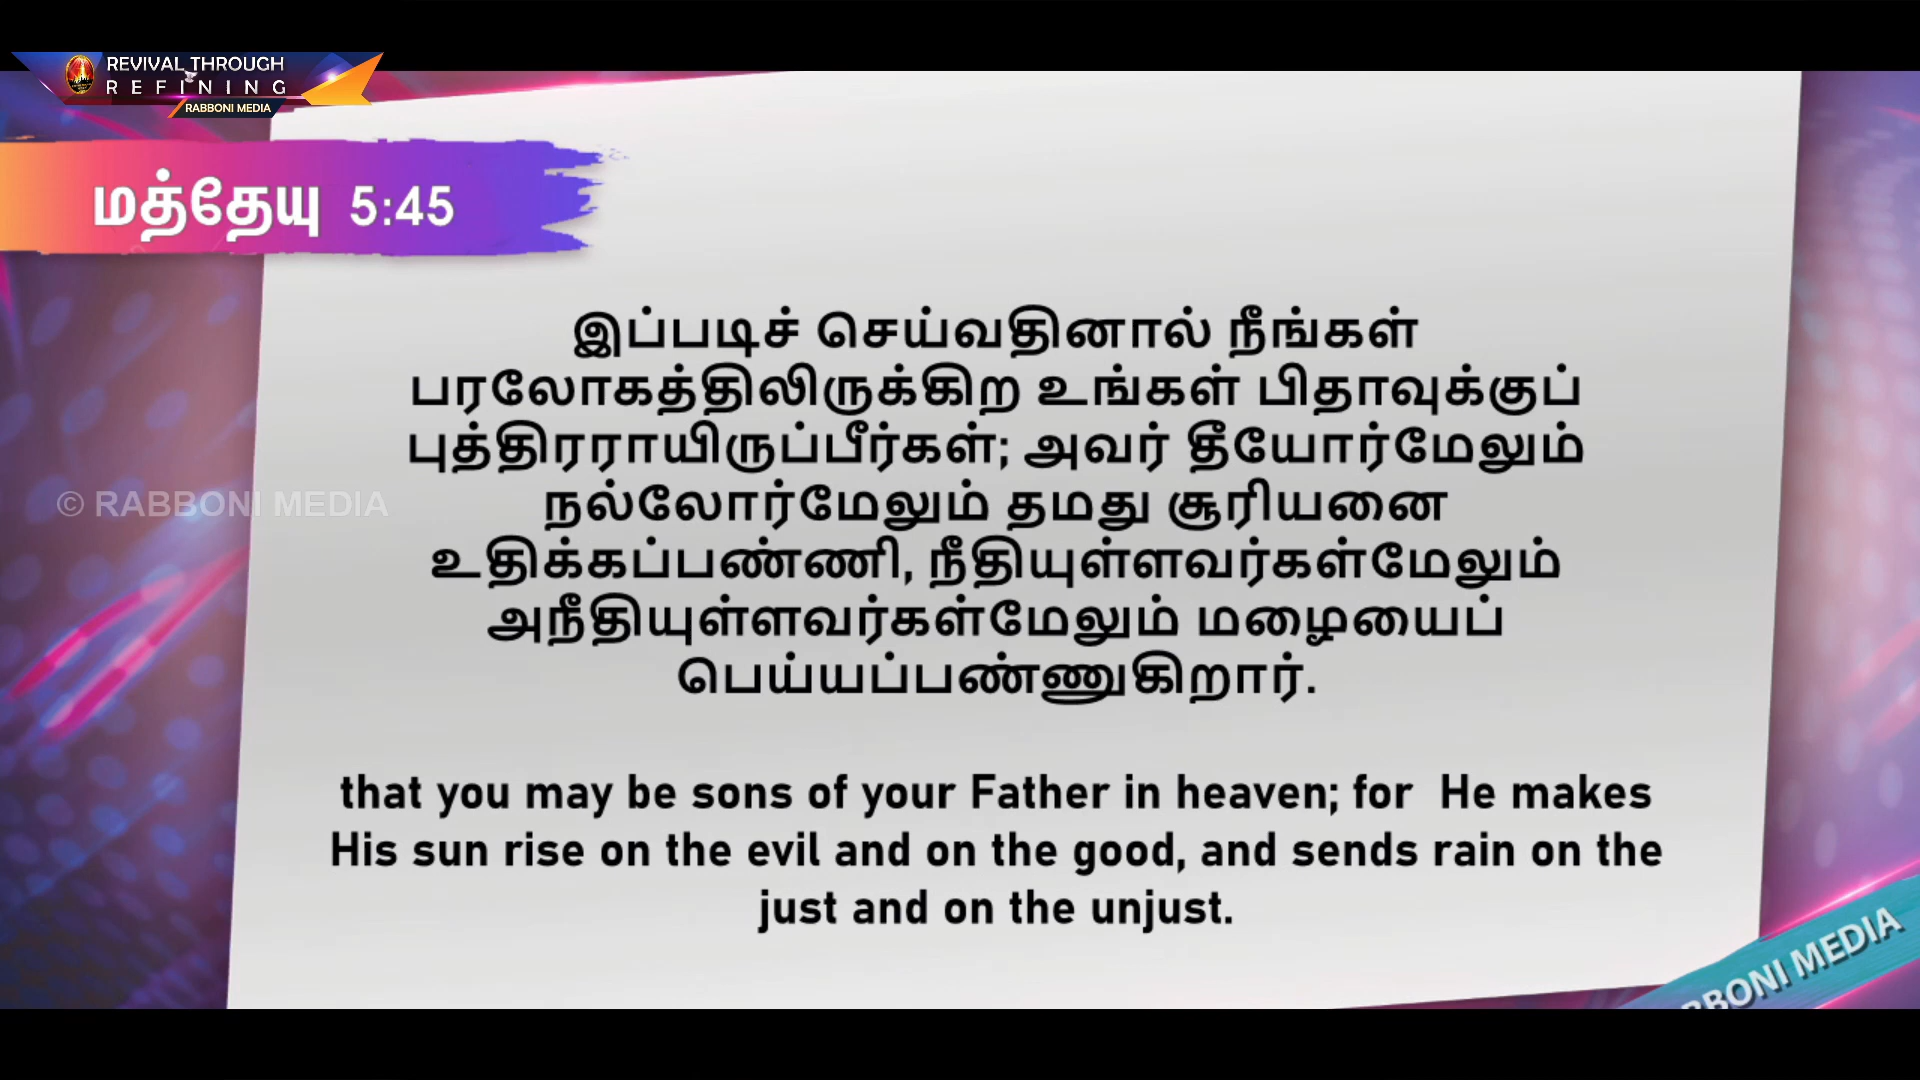 REVIVAL THROUGH
REFINING
RABBONI MEDIA
மத்தேயு 5:45
இப்படிச் செய்வதினால் நீங்கள்
பரலோகத்திலிருக்கிற உங்கள் பிதாவுக்குப்
புத்திரராயிருப்பீர்கள்; அவர் தீயோர்மேலும்
நல்லோர்மேலும் தமது சூரியனை
உதிக்கப்பண்ணி, நீதியுள்ளவர்கள்மேலும்
அநீதியுள்ளவர்கள்மேலும் மழையைப்
பெய்யப்பண்ணுகிறார்.
© RABBONI MEDIA
that you may be sons of your Father in heaven; for He makes
His sun rise on the evil and on the good, and sends rain on the
just and on the unjust.
BBONI MEDIA